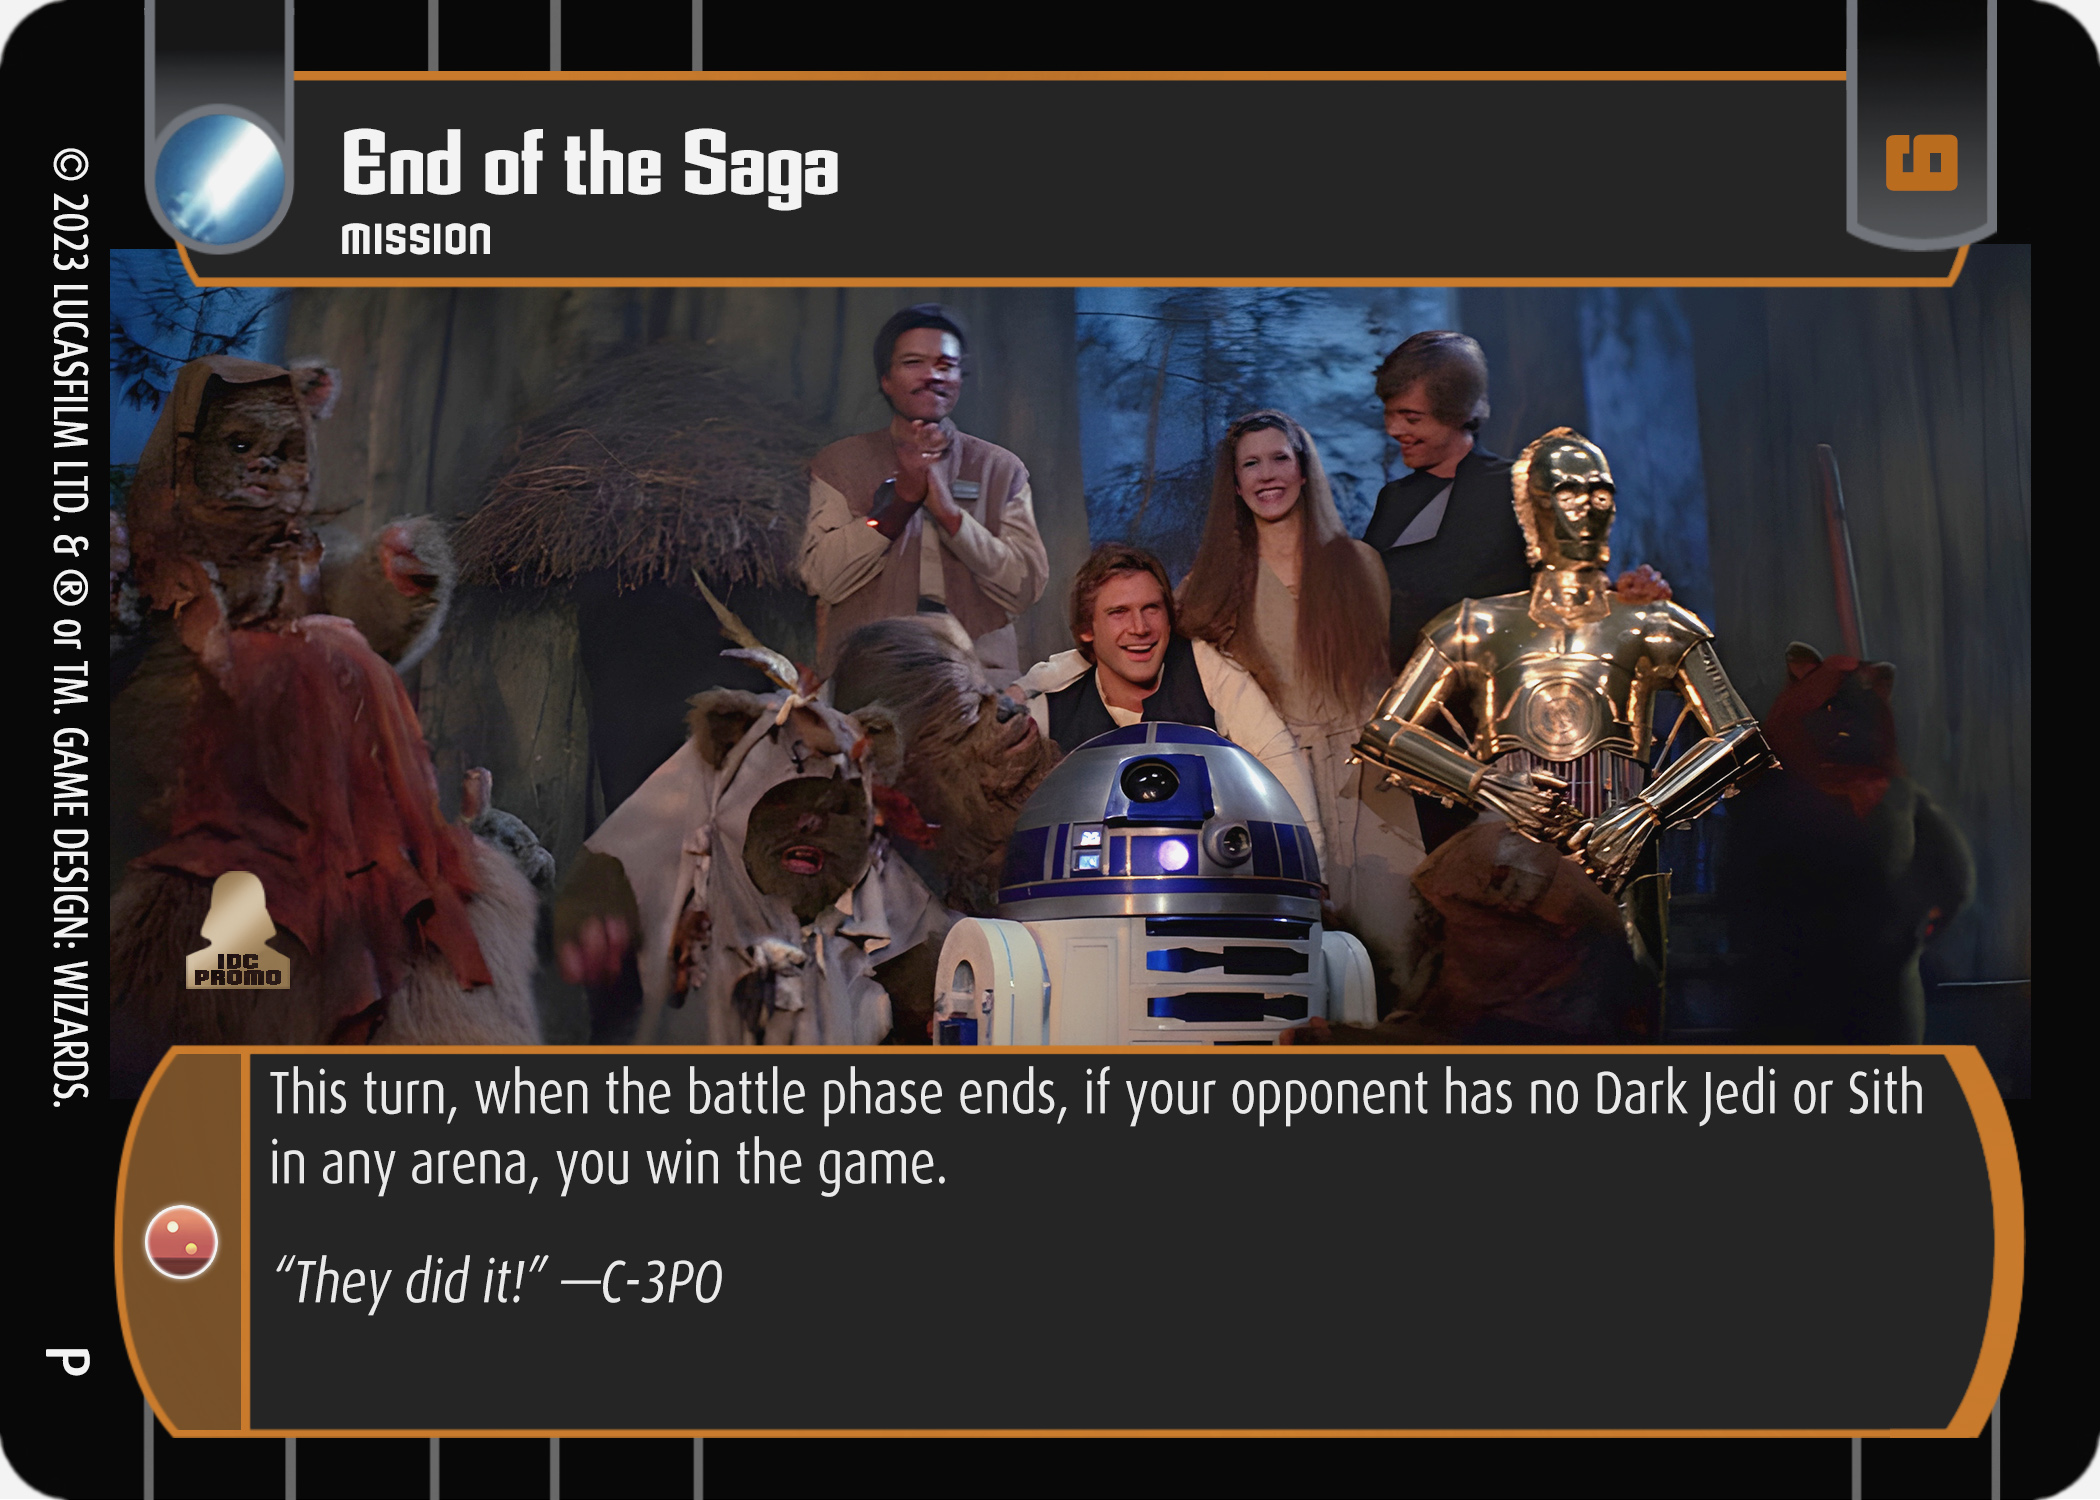 End of the Saga
MISSION
6
© 2023 LUCASFILM LTD. & ® or TM. GAME DESIGN: WIZARDS.
P
IDC
PROMO
This turn, when the battle phase ends, if your opponent has no Dark Jedi or Sith
in any arena, you win the game.
“They did it!” —C-3PO